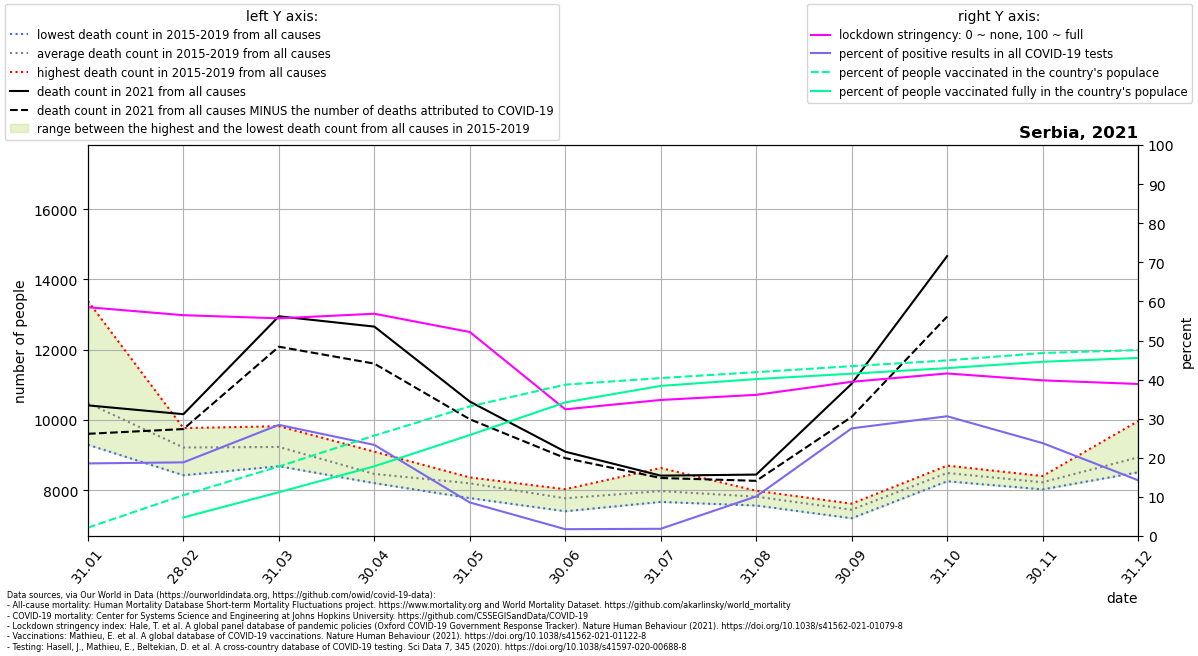 left Y axis:
lowest death count in 2015-2019 from all causes
average death count in 2015-2019 from all causes
highest death count in 2015-2019 from all causes
death count in 2021 from all causes
death count in 2021 from all causes MINUS the number of deaths attributed to COVID-19
range between the highest and the lowest death count from all causes in 2015-2019
right Y axis:
lockdown stringency: 0 ~ none, 100 ~ full
percent of positive results in all COVID-19 tests
percent of people vaccinated in the country's populace
percent of people vaccinated fully in the country's populace
Serbia, 2021
number of people
16000
14000
12000
10000
8000
100
90
80
70
60
50
40
30
20
10
0
percent
31.01
28.02
31.03
30.04
31.05
30.06
31.07
31.08
30.09
31.10
30.11
31.12
date
Data sources, via Our World in Data (https://ourworldindata.org, https://github.com/owid/covid-19-data):
- All-cause mortality: Human Mortality Database Short-term Mortality Fluctuations project. https://www.mortality.org and World Mortality Dataset. https://github.com/akarlinsky/world_mortality
- COVID-19 mortality: Center for Systems Science and Engineering at Johns Hopkins University. https://github.com/CSSEGISandData/COVID-19
- Lockdown stringency index: Hale, T. et al. A global panel database of pandemic policies (Oxford COVID-19 Government Response Tracker). Nature Human Behaviour (2021). https://doi.org/10.1038/s41562-021-01079-8
- Vaccinations: Mathieu, E. et al. A global database of COVID-19 vaccinations. Nature Human Behaviour (2021). https://doi.org/10.1038/s41562-021-01122-8
- Testing: Hasell, J., Mathieu, E., Beltekian, D. et al. A cross-country database of COVID-19 testing. Sci Data 7, 345 (2020). https://doi.org/10.1038/s41597-020-00688-8